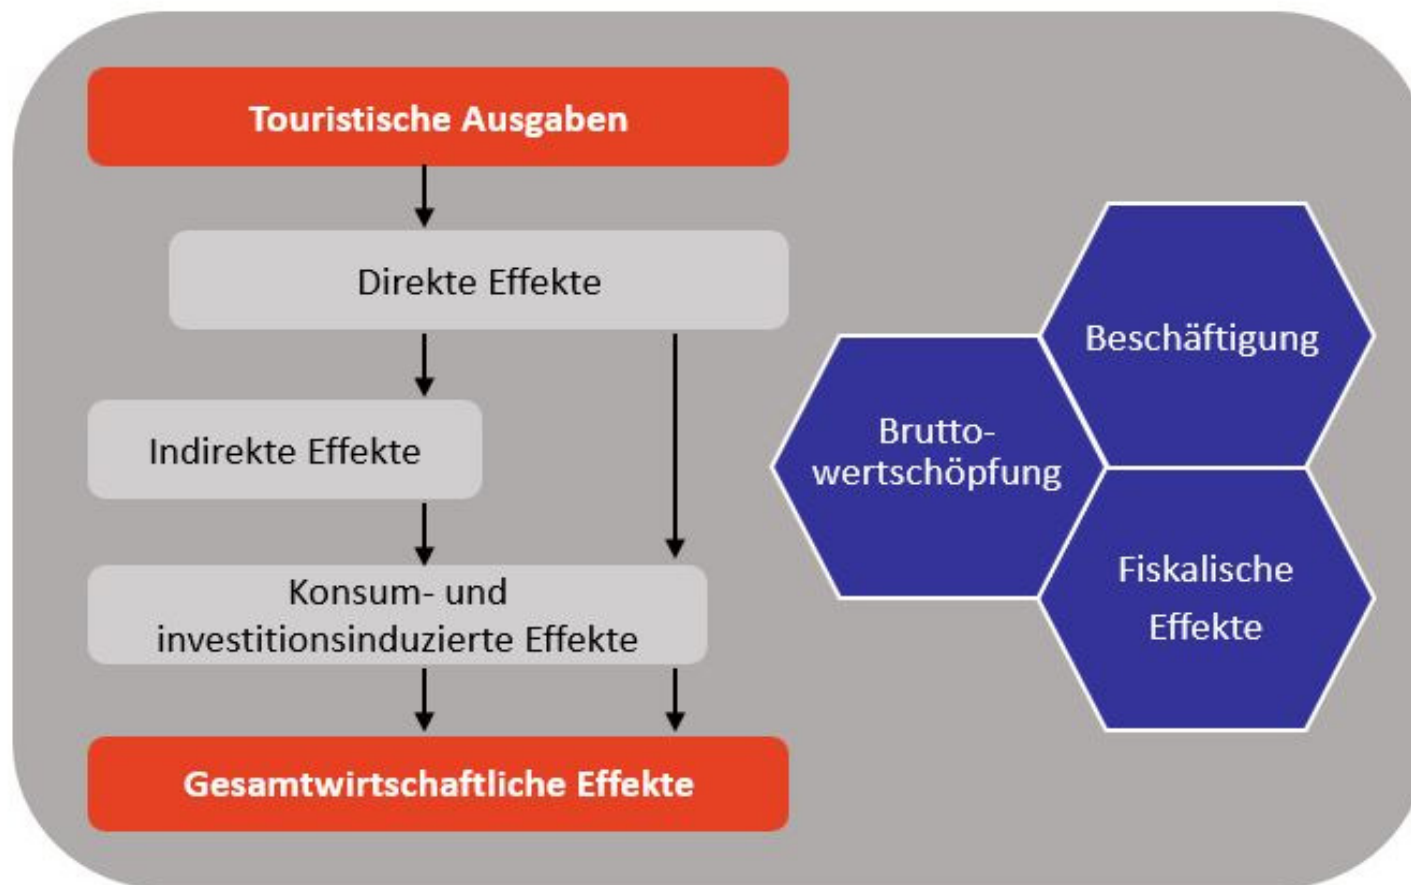 Touristische Ausgaben
Direkte Effekte
Indirekte Effekte
Konsum- und
investitionsinduzierte Effekte
Gesamtwirtschaftliche Effekte
Beschäftigung
Brutto-
wertschöpfung
Fiskalische
Effekte